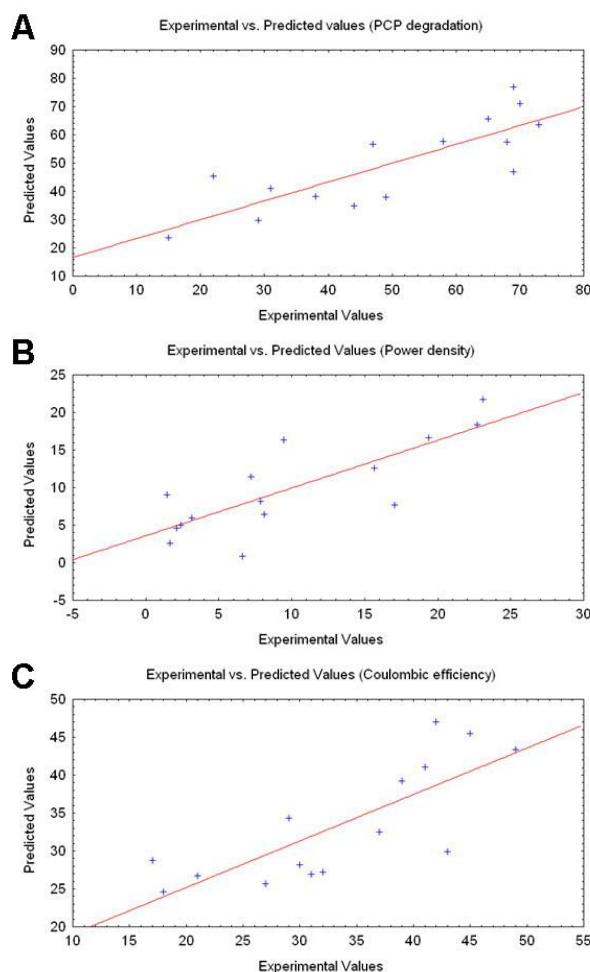 A
Experimental vs. Predicted values (PCP degradation)
90
80
70
60
50
40
30
20
10
Predicted Values
0 10 20 30 40 50 60 70 80
Experimental Values
B
Experimental vs. Predicted Values (Power density)
25
20
15
10
5
0
-5
Predicted Values
-5 0 5 10 15 20 25 30
Experimental Values
C
Experimental vs. Predicted Values (Coulombic efficiency)
50
45
40
35
30
25
20
Predicted Values
10 15 20 25 30 35 40 45 50 55
Experimental Values